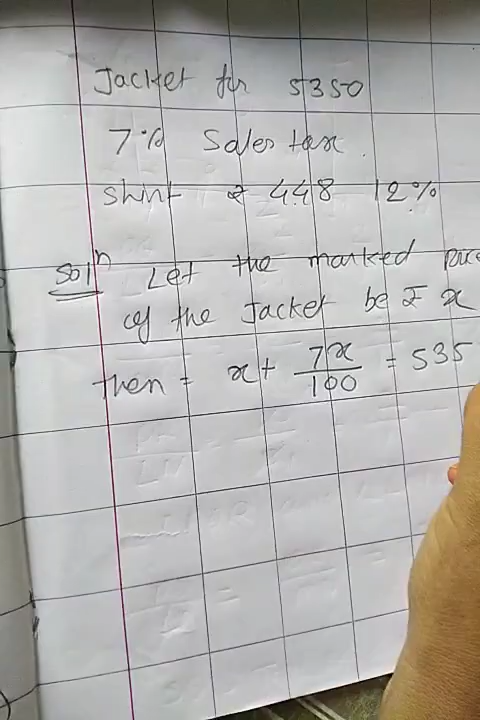 Jacket for 5350
7% Sales tax.
Shirt ₹ 448 12%
Soln Let the marked
of the Jacket be ₹ x
then = x + 7x/100 = 535